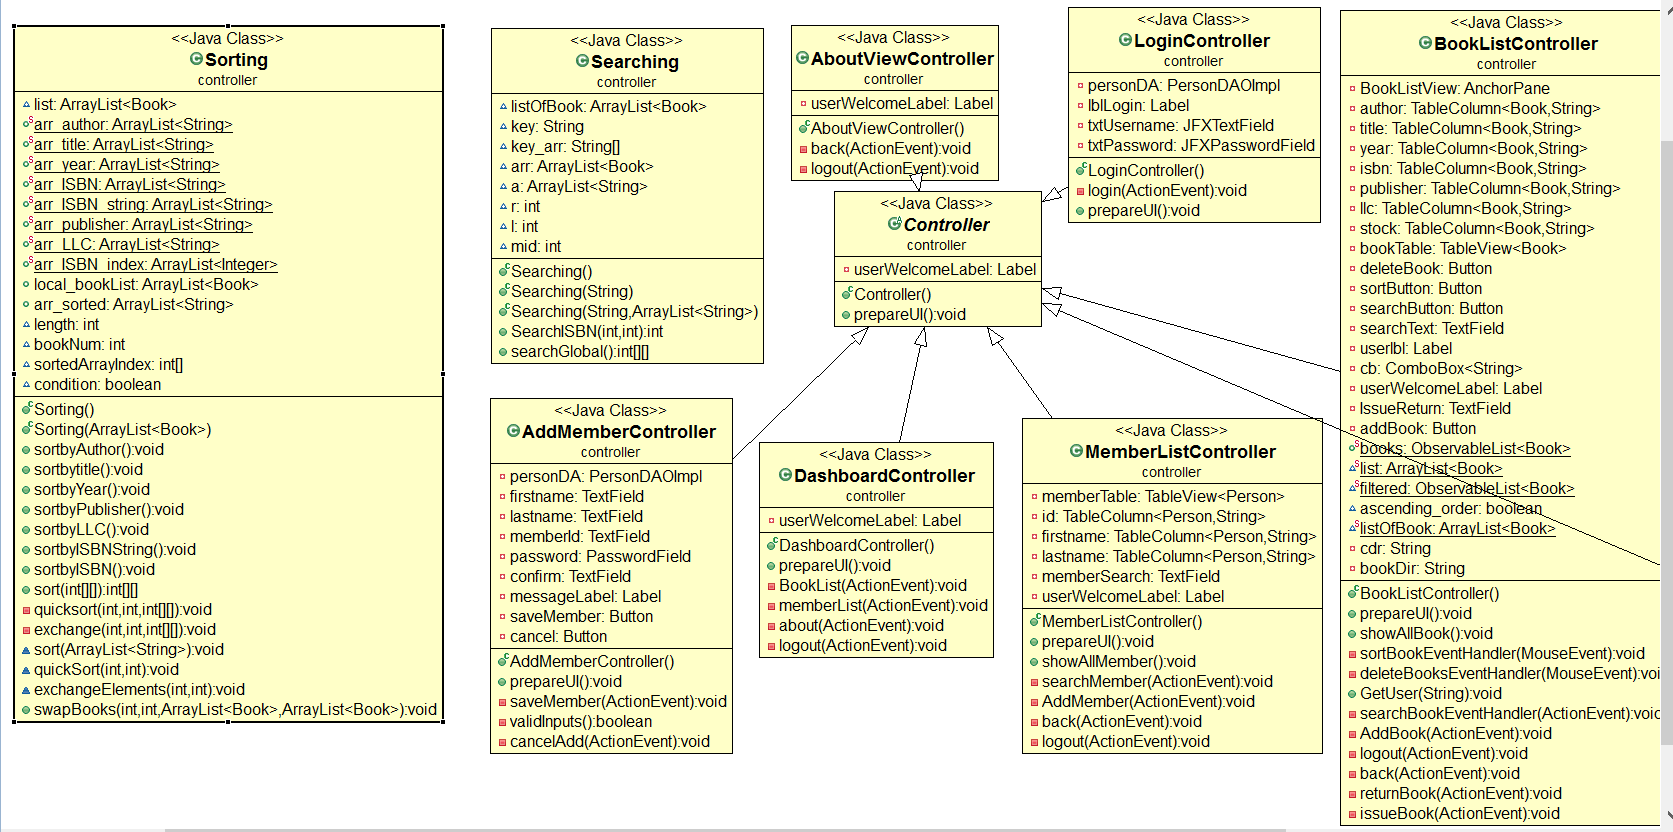 <<Java Class>>
Sorting
controller
list: ArrayList<Book>
arr_author: ArrayList<String>
arr_title: ArrayList<String>
arr_year: ArrayList<String>
arr_ISBN: ArrayList<String>
arr_ISBN_string: ArrayList<String>
arr_publisher: ArrayList<String>
arr_LLC: ArrayList<String>
arr_ISBN_index: ArrayList<Integer>
local_bookList: ArrayList<Book>
arr_sorted: ArrayList<String>
length: int
bookNum: int
sortedArrayIndex: int[]
condition: boolean
Sorting()
Sorting(ArrayList<Book>)
sortbyAuthor():void
sortbytitle():void
sortbyYear():void
sortbyPublisher():void
sortbyLLC():void
sortbyISBNString():void
sortbyISBN():void
sort(int[][]):int[][]
quicksort(int,int,int[][]):void
exchange(int,int,int[][]):void
sort(ArrayList<String>):void
quickSort(int,int):void
exchangeElements(int,int):void
swapBooks(int,int,ArrayList<Book>,ArrayList<Book>):void
<<Java Class>>
Searching
controller
listOfBook: ArrayList<Book>
key: String
key_arr: String[]
arr: ArrayList<Book>
a: ArrayList<String>
r: int
l: int
mid: int
Searching()
Searching(String)
Searching(String,ArrayList<String>)
SearchISBN(int,int):int
searchGlobal():int[][]
<<Java Class>>
AboutViewController
controller
userWelcomeLabel: Label
AboutViewController()
back(ActionEvent):void
logout(ActionEvent):void
<<Java Class>>
LoginController
controller
personDA: PersonDAOImpl
lblLogin: Label
txtUsername: JFXTextField
txtPassword: JFXPasswordField
LoginController()
login(ActionEvent):void
prepareUI():void
<<Java Class>>
Controller
controller
userWelcomeLabel: Label
Controller()
prepareUI():void
<<Java Class>>
AddMemberController
controller
personDA: PersonDAOImpl
firstname: TextField
lastname: TextField
memberId: TextField
password: PasswordField
confirm: TextField
messageLabel: Label
saveMember: Button
cancel: Button
AddMemberController()
prepareUI():void
saveMember(ActionEvent):void
validInputs():boolean
cancelAdd(ActionEvent):void
<<Java Class>>
DashboardController
controller
userWelcomeLabel: Label
DashboardController()
prepareUI():void
BookList(ActionEvent):void
memberList(ActionEvent):void
about(ActionEvent):void
logout(ActionEvent):void
<<Java Class>>
MemberListController
controller
memberTable: TableView<Person>
id: TableColumn<Person,String>
firstname: TableColumn<Person,String>
lastname: TableColumn<Person,String>
memberSearch: TextField
userWelcomeLabel: Label
MemberListController()
prepareUI():void
showAllMember():void
searchMember(ActionEvent):void
AddMember(ActionEvent):void
back(ActionEvent):void
logout(ActionEvent):void
<<Java Class>>
BookListController
controller
BookListView: AnchorPane
author: TableColumn<Book,String>
title: TableColumn<Book,String>
year: TableColumn<Book,String>
isbn: TableColumn<Book,String>
publisher: TableColumn<Book,String>
llc: TableColumn<Book,String>
stock: TableColumn<Book,String>
bookTable: TableView<Book>
deleteBook: Button
sortButton: Button
searchButton: Button
searchText: TextField
userlbl: Label
cb: ComboBox<String>
userWelcomeLabel: Label
IssueReturn: TextField
addBook: Button
books: ObservableList<Book>
list: ArrayList<Book>
filtered: ObservableList<Book>
ascending_order: boolean
listOfBook: ArrayList<Book>
cdr: String
bookDir: String
BookListController()
prepareUI():void
showAllBook():void
sortBookEventHandler(MouseEvent):void
deleteBooksEventHandler(MouseEvent):voi
GetUser(String):void
searchBookEventHandler(ActionEvent):voic
AddBook(ActionEvent):void
logout(ActionEvent):void
back(ActionEvent):void
returnBook(ActionEvent):void
issueBook(ActionEvent):void